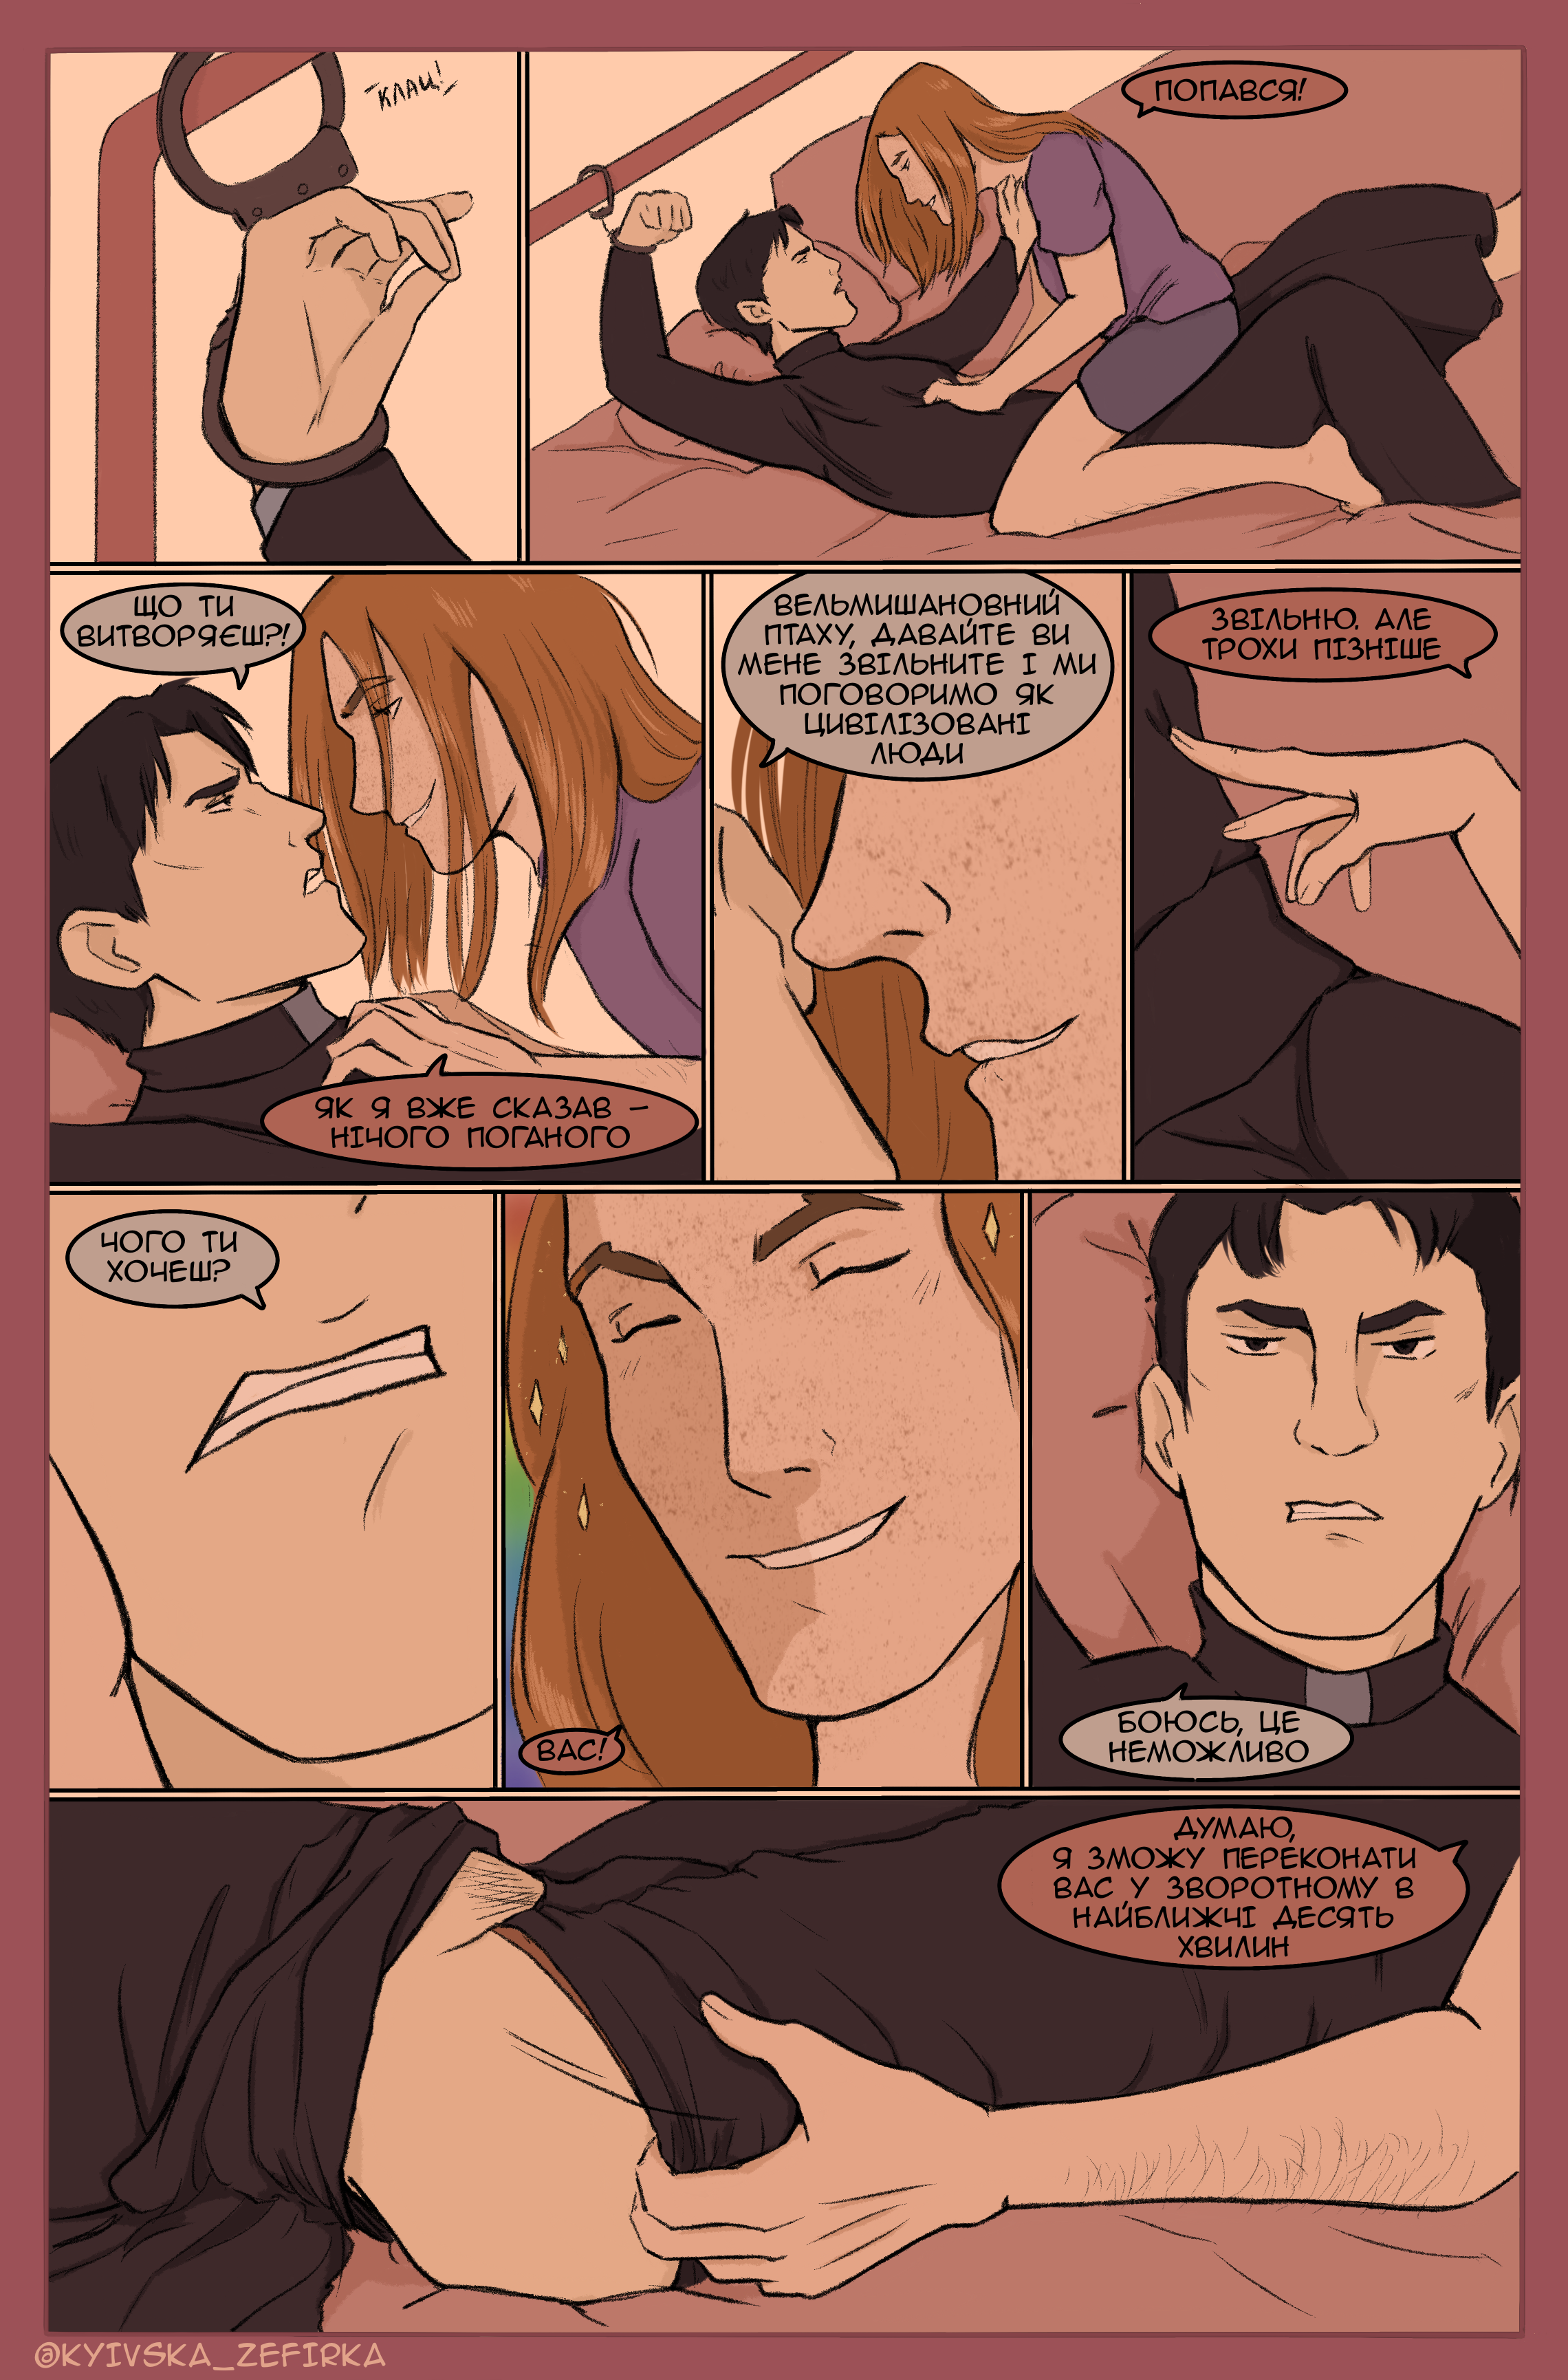 КЛАЦ!
ПОПАВСЯ!
ЩО ТИ
ВИТВОРЯЄШ?!
ЯК Я ВЖЕ СКАЗАВ –
НІЧОГО ПОГАНОГО
ВЕЛЬМИШАНОВНИЙ
ПТАХУ, ДАВАЙТЕ ВИ
МЕНЕ ЗВІЛЬНИТЕ І МИ
ПОГОВОРИМО ЯК
ЦИВІЛІЗОВАНІ
ЛЮДИ
ЗВІЛЬНЮ. АЛЕ
ТРОХИ ПІЗНІШЕ
ЧОГО ТИ
ХОЧЕШ?
ВАС!
БОЮСЬ, ЦЕ
НЕМОЖЛИВО
ДУМАЮ,
Я ЗМОЖУ ПЕРЕКОНАТИ
ВАС У ЗВОРОТНОМУ В
НАЙБЛИЖЧІ ДЕСЯТЬ
ХВИЛИН
@KYIVSKA_ZEFIRKA